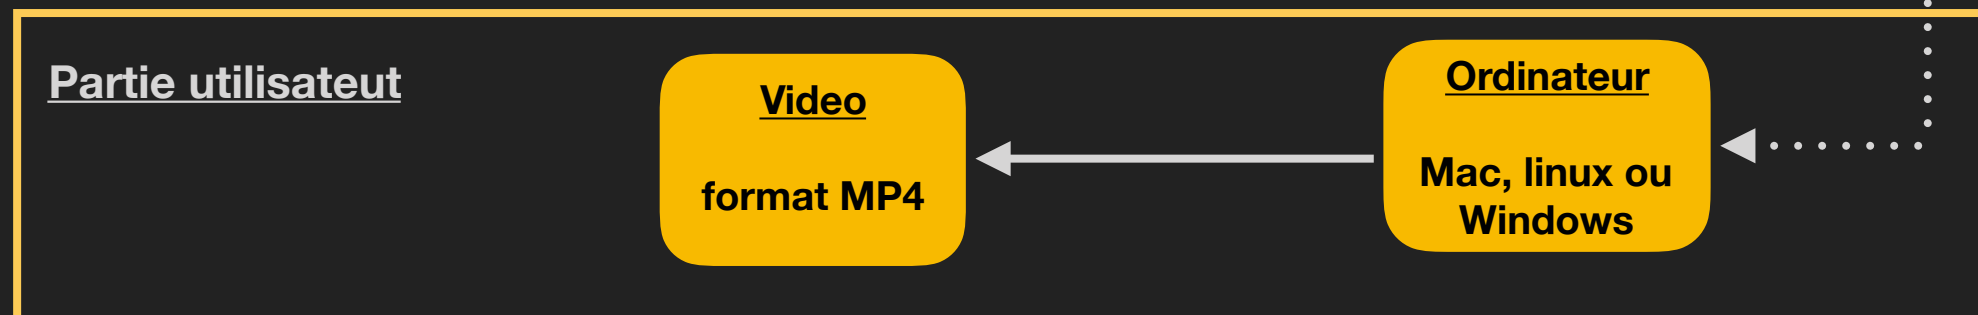 Partie utilisateut
Video
format MP4
Ordinateur
Mac, linux ou
Windows